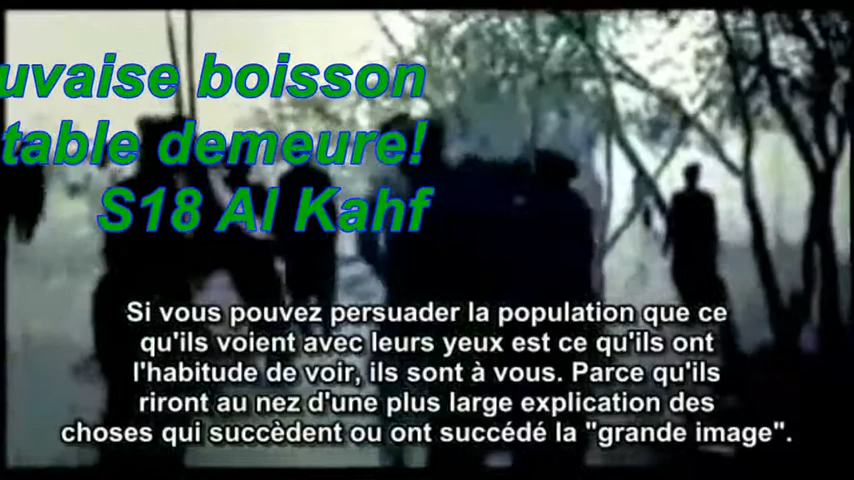 boisson
table demeure!
S18 Al Kahf
Si vous pouvez persuader la population que ce
qu'ils voient avec leurs yeux est ce qu'ils ont
l'habitude de voir, ils sont à vous. Parce qu'ils
riront au nez d'une plus large explication des
choses qui succèdent ou ont succédé la "grande image".